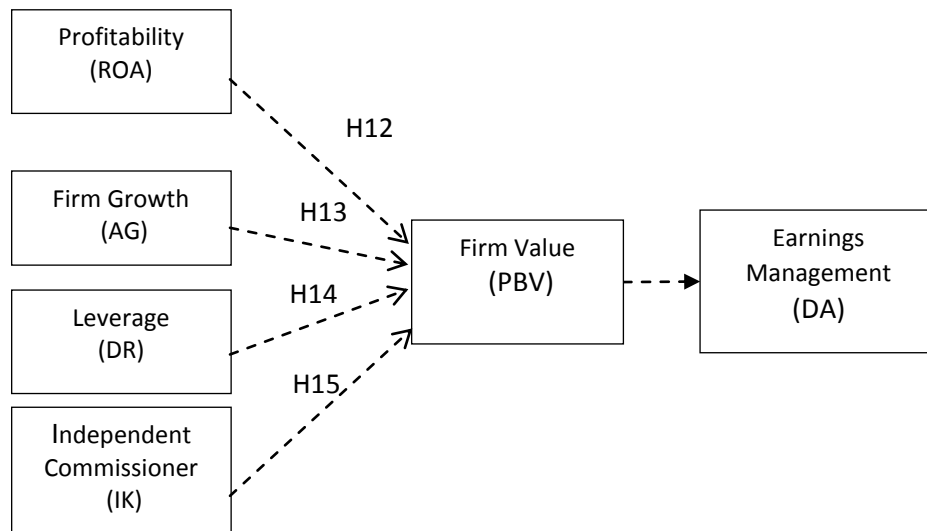 Profitability
(ROA)
H12
Firm Growth
(AG)
H13
Firm Value
(PBV)
Earnings
Management
(DA)
H14
Leverage
(DR)
H15
Independent
Commissioner
(IK)